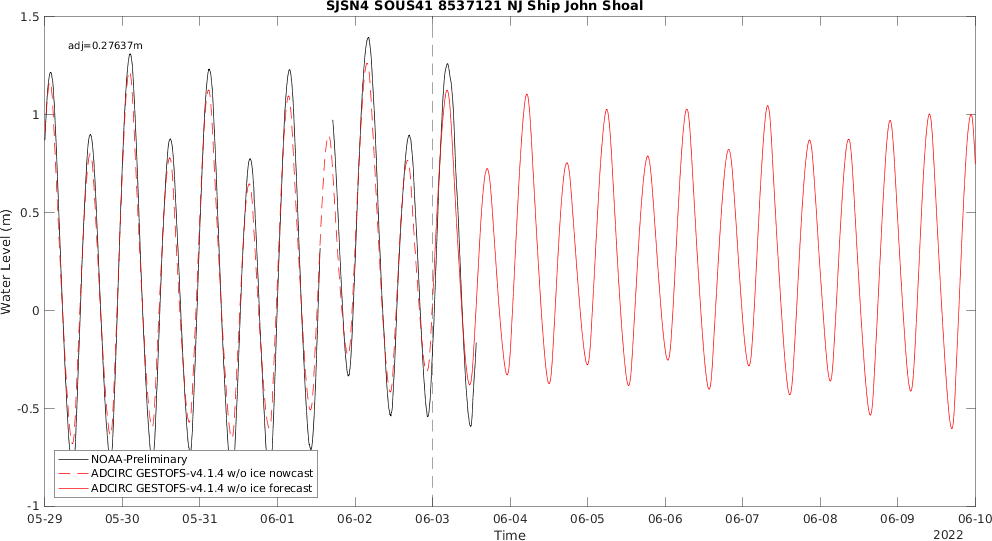 SJSN4 SOUS41 8537121 NJ Ship John Shoal
1.5
adj=0.27637m
1
0.5
0
-0.5
-1
Water Level (m)
NOAA-Preliminary
ADCIRC GESTOFS-v4.1.4 w/o ice nowcast
ADCIRC GESTOFS-v4.1.4 w/o ice forecast
05-29 05-30 05-31 06-01 06-02 06-03 06-04 06-05 06-06 06-07 06-08 06-09 06-10
Time
2022